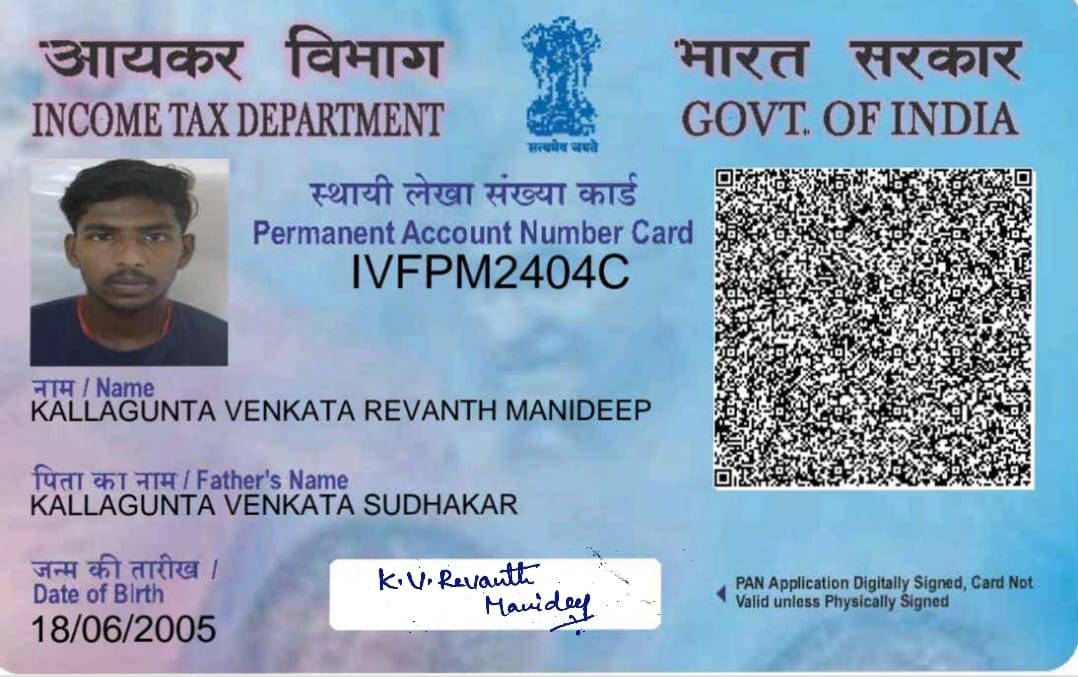 आयकर विभाग
INCOME TAX DEPARTMENT
सत्यमेव जयते
भारत सरकार
GOVT. OF INDIA
स्थायी लेखा संख्या कार्ड
Permanent Account Number Card
IVFPM2404C
नाम / Name
KALLAGUNTA VENKATA REVANTH MANIDEEP
पिता का नाम / Father's Name
KALLAGUNTA VENKATA SUDHAKAR
जन्म की तारीख /
Date of Birth
18/06/2005
K.V.Revanth
Manideep
PAN Application Digitally Signed, Card Not
Valid unless Physically Signed